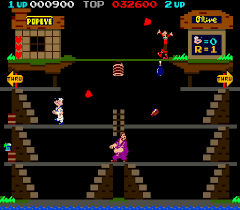 1UP 000900 TOP 032600 2UP
POPEYE
Olive
=0
R=1
THRU
THRU